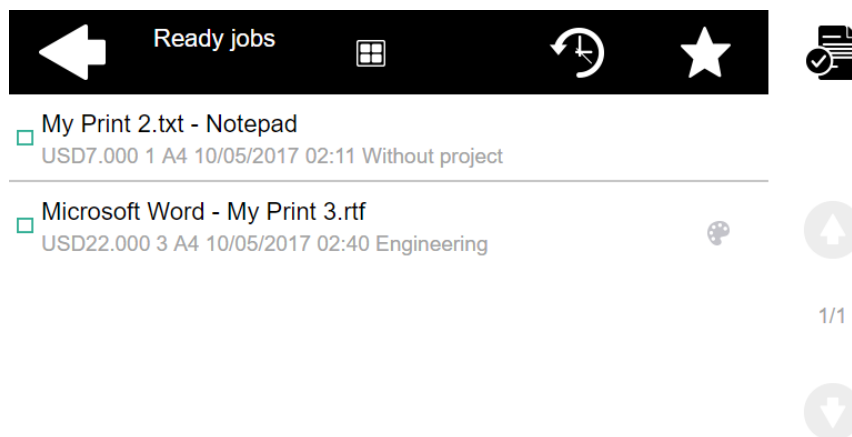 Ready jobs
My Print 2.txt - Notepad
USD7.000 1 A4 10/05/2017 02:11 Without project
Microsoft Word - My Print 3.rtf
USD22.000 3 A4 10/05/2017 02:40 Engineering
1/1